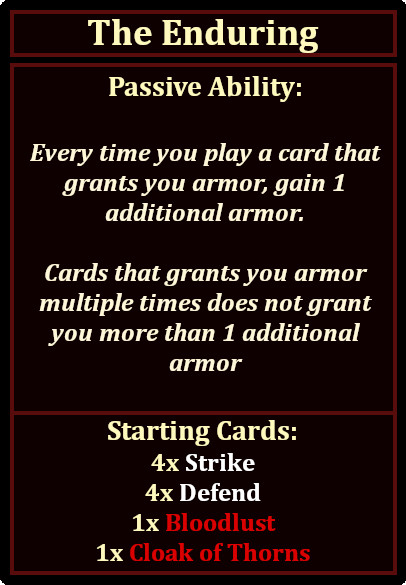 The Enduring
Passive Ability:
Every time you play a card that
grants you armor, gain 1
additional armor.
Cards that grants you armor
multiple times does not grant
you more than 1 additional
armor
Starting Cards:
4x Strike
4x Defend
1x Bloodlust
1x Cloak of Thorns